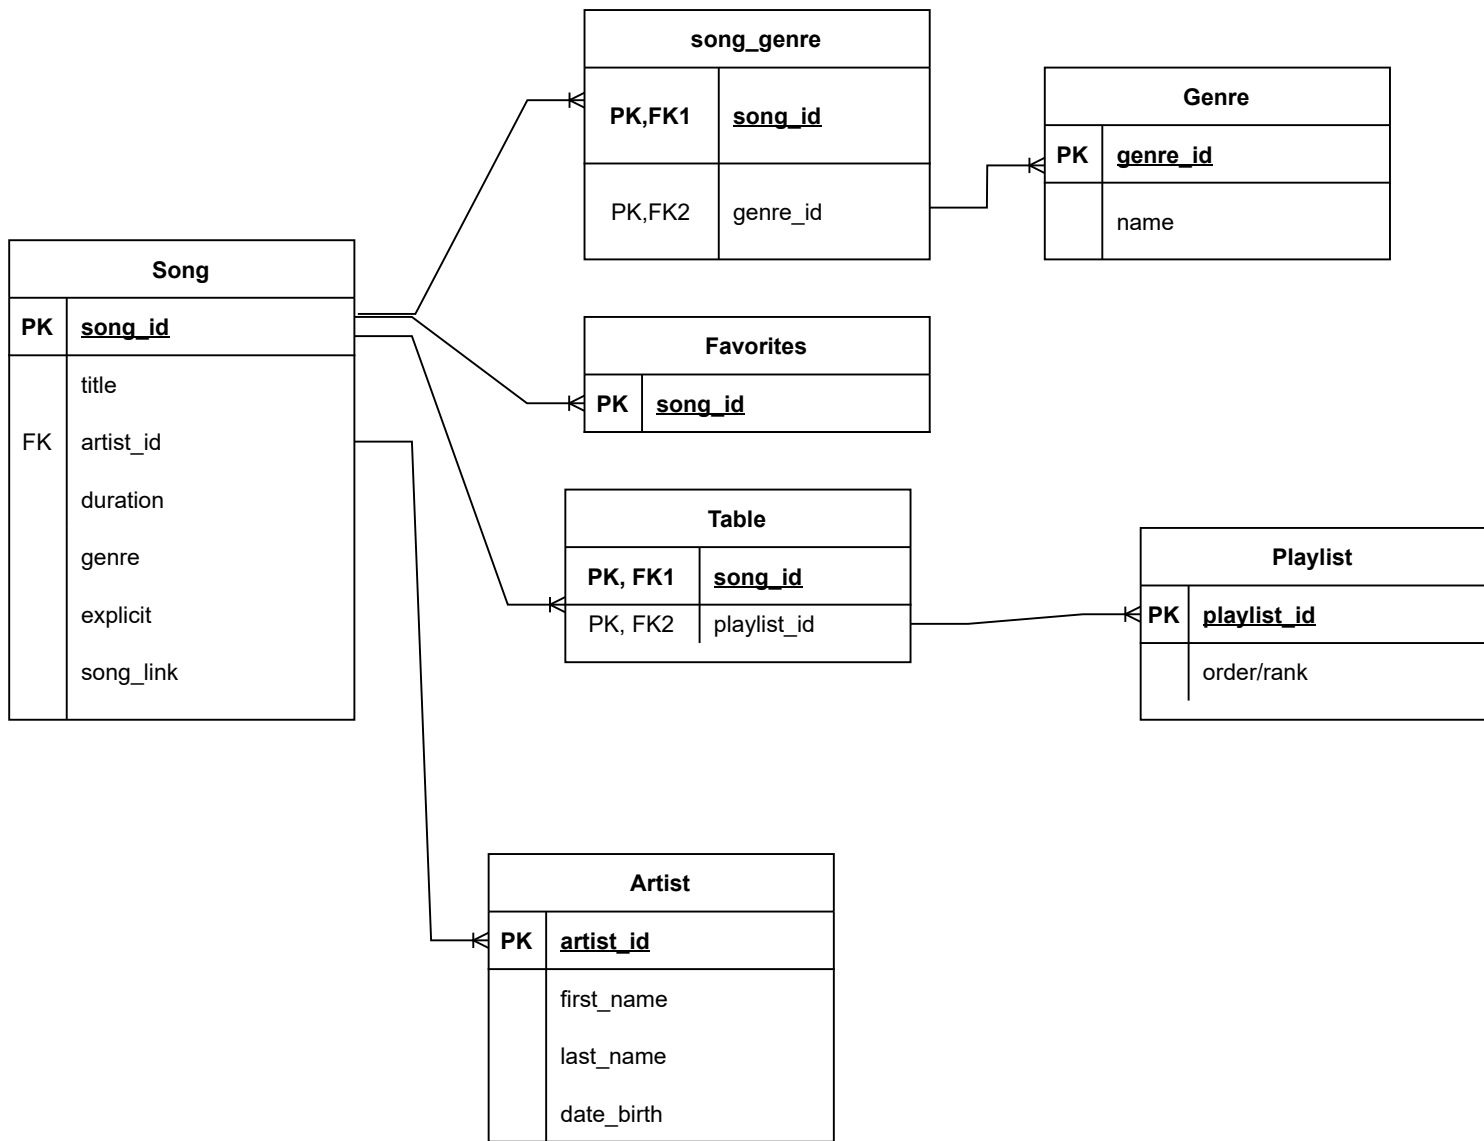 song_genre
PK,FK1 song_id
PK,FK2 genre_id
Genre
PK genre_id
name
Song
PK song_id
title
FK artist_id
duration
genre
explicit
song_link
Favorites
PK song_id
Table
PK, FK1 song_id
PK, FK2 playlist_id
Playlist
PK playlist_id
order/rank
Artist
PK artist_id
first_name
last_name
date_birth